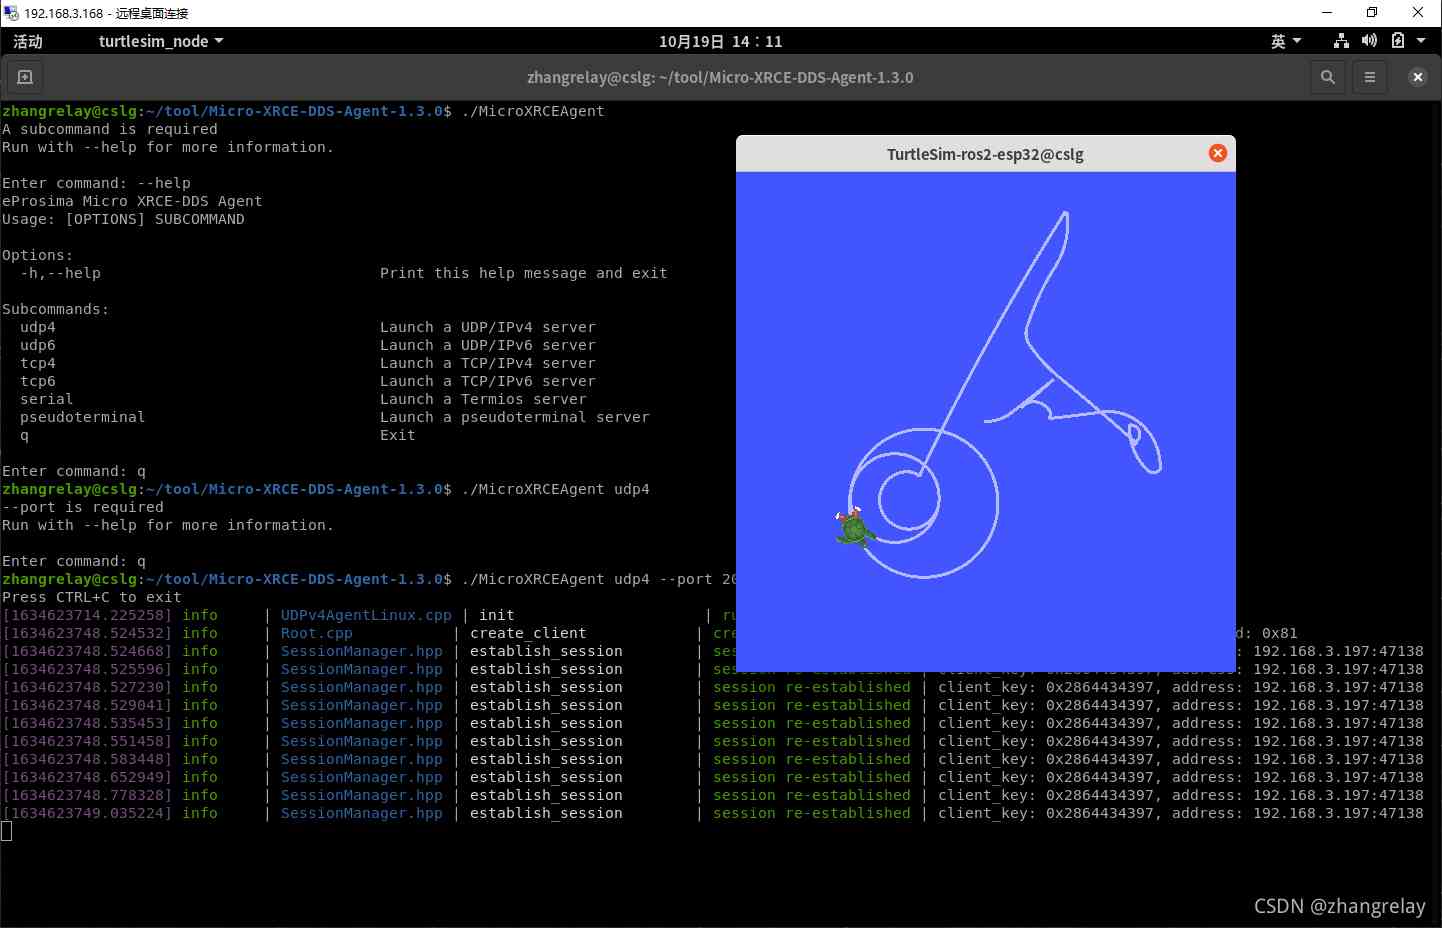 192.168.3.168 - 远程桌面连接
活动 turtlesim_node 10月19日 14：11 英
zhangrelay@cslg: ~/tool/Micro-XRCE-DDS-Agent-1.3.0
zhangrelay@cslg:~/tool/Micro-XRCE-DDS-Agent-1.3.0$ ./MicroXRCEAgent
A subcommand is required
Run with --help for more information.
Enter command: --help
eProsima Micro XRCE-DDS Agent
Usage: [OPTIONS] SUBCOMMAND
Options:
-h,--help Print this help message and exit
Subcommands:
udp4 Launch a UDP/IPv4 server
udp6 Launch a UDP/IPv6 server
tcp4 Launch a TCP/IPv4 server
tcp6 Launch a TCP/IPv6 server
serial Launch a Termios server
pseudoterminal Launch a pseudoterminal server
q Exit
Enter command: q
zhangrelay@cslg:~/tool/Micro-XRCE-DDS-Agent-1.3.0$ ./MicroXRCEAgent udp4
--port is required
Run with --help for more information.
Enter command: q
zhangrelay@cslg:~/tool/Micro-XRCE-DDS-Agent-1.3.0$ ./MicroXRCEAgent udp4 --port 20
Press CTRL+C to exit
[1634623714.225258] info | UDPv4AgentLinux.cpp | init | ru
[1634623748.524532] info | Root.cpp | create_client | cre d: 0x81
[1634623748.524668] info | SessionManager.hpp | establish_session | ses : 192.168.3.197:47138
[1634623748.525596] info | SessionManager.hpp | establish_session | ses : 192.168.3.197:47138
[1634623748.527230] info | SessionManager.hpp | establish_session | session re-established | client_key: 0x2864434397, address: 192.168.3.197:47138
[1634623748.529041] info | SessionManager.hpp | establish_session | session re-established | client_key: 0x2864434397, address: 192.168.3.197:47138
[1634623748.535453] info | SessionManager.hpp | establish_session | session re-established | client_key: 0x2864434397, address: 192.168.3.197:47138
[1634623748.551458] info | SessionManager.hpp | establish_session | session re-established | client_key: 0x2864434397, address: 192.168.3.197:47138
[1634623748.583448] info | SessionManager.hpp | establish_session | session re-established | client_key: 0x2864434397, address: 192.168.3.197:47138
[1634623748.652949] info | SessionManager.hpp | establish_session | session re-established | client_key: 0x2864434397, address: 192.168.3.197:47138
[1634623748.778328] info | SessionManager.hpp | establish_session | session re-established | client_key: 0x2864434397, address: 192.168.3.197:47138
[1634623749.035224] info | SessionManager.hpp | establish_session | session re-established | client_key: 0x2864434397, address: 192.168.3.197:47138
TurtleSim-ros2-esp32@cslg
CSDN @zhangrelay